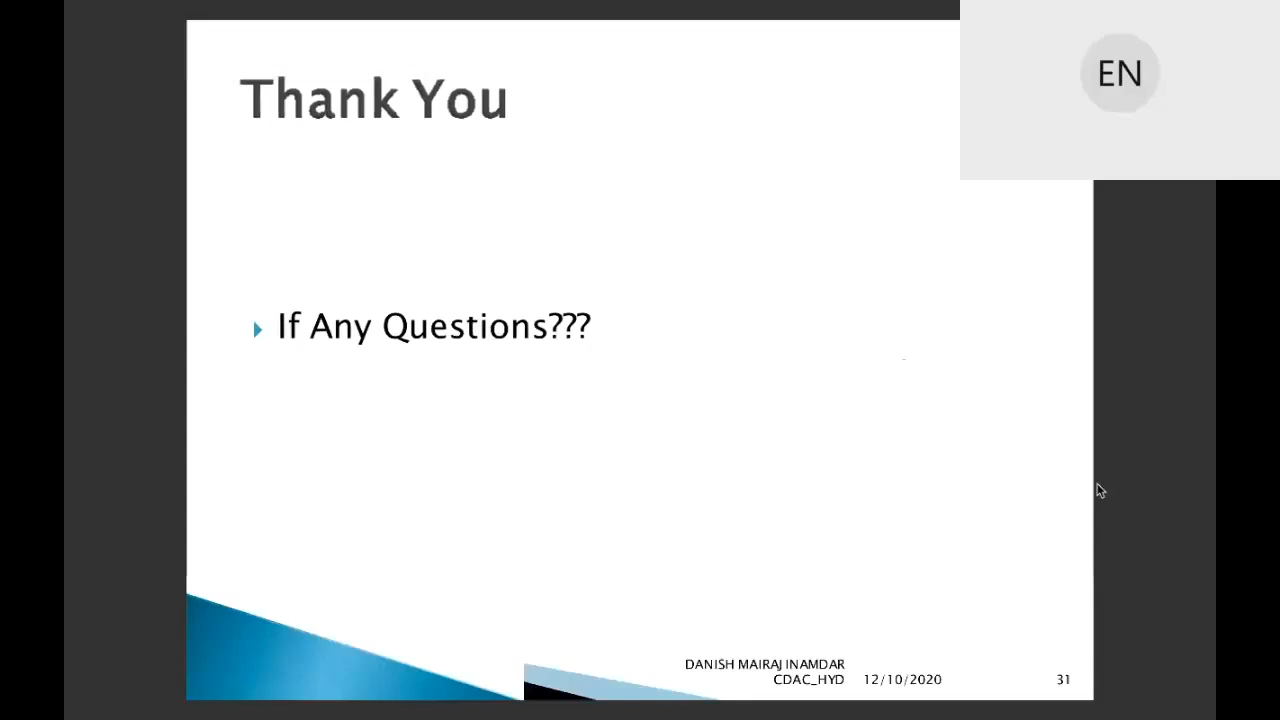 EN
Thank You
If Any Questions???
DANISH MAIRAJ INAMDAR
CDAC_HYD 12/10/2020 31